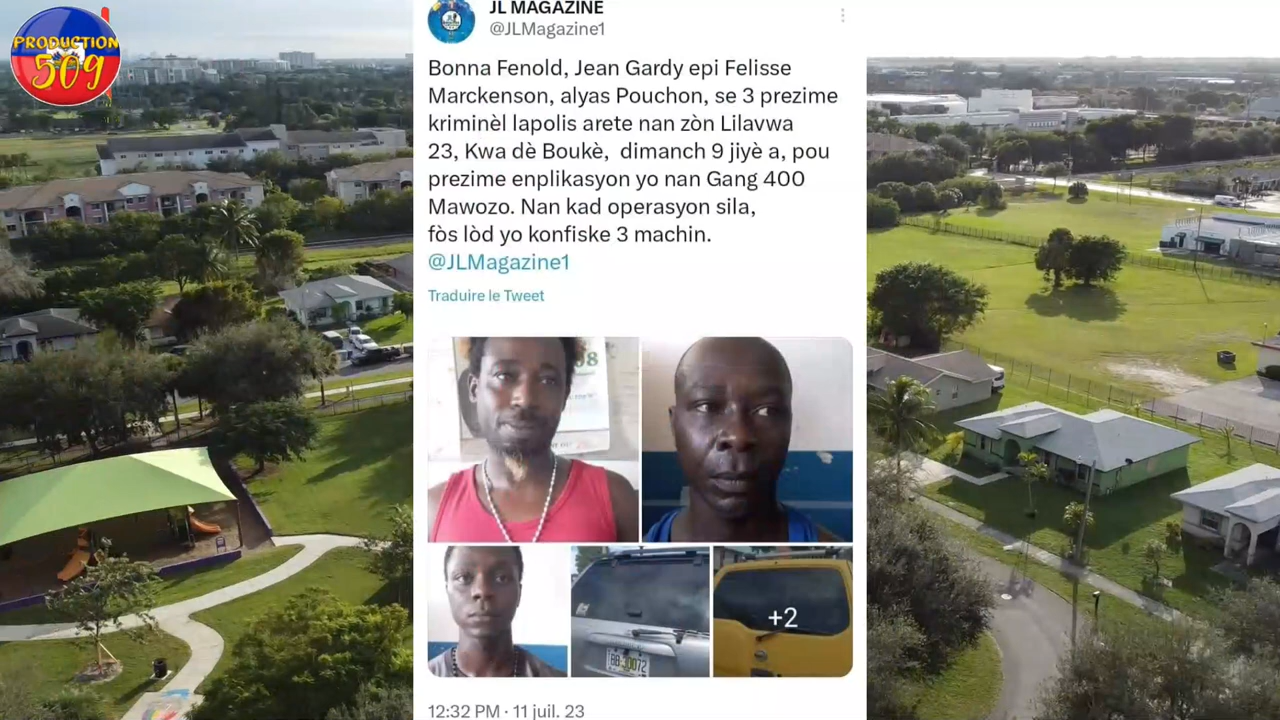 PRODUCTION
509
JL MAGAZINE
@JLMagazine1
Bonna Fenold, Jean Gardy epi Felisse
Marckenson, alyas Pouchon, se 3 prezime
kriminèl lapolis arete nan zòn Lilavwa
23, Kwa dè Boukè, dimanch 9 jiyè a, pou
prezime enplikasyon yo nan Gang 400
Mawozo. Nan kad operasyon sila,
fòs lòd yo konfiske 3 machin.
@JLMagazine1
Traduire le Tweet
+2
12:32 PM · 11 juil. 23